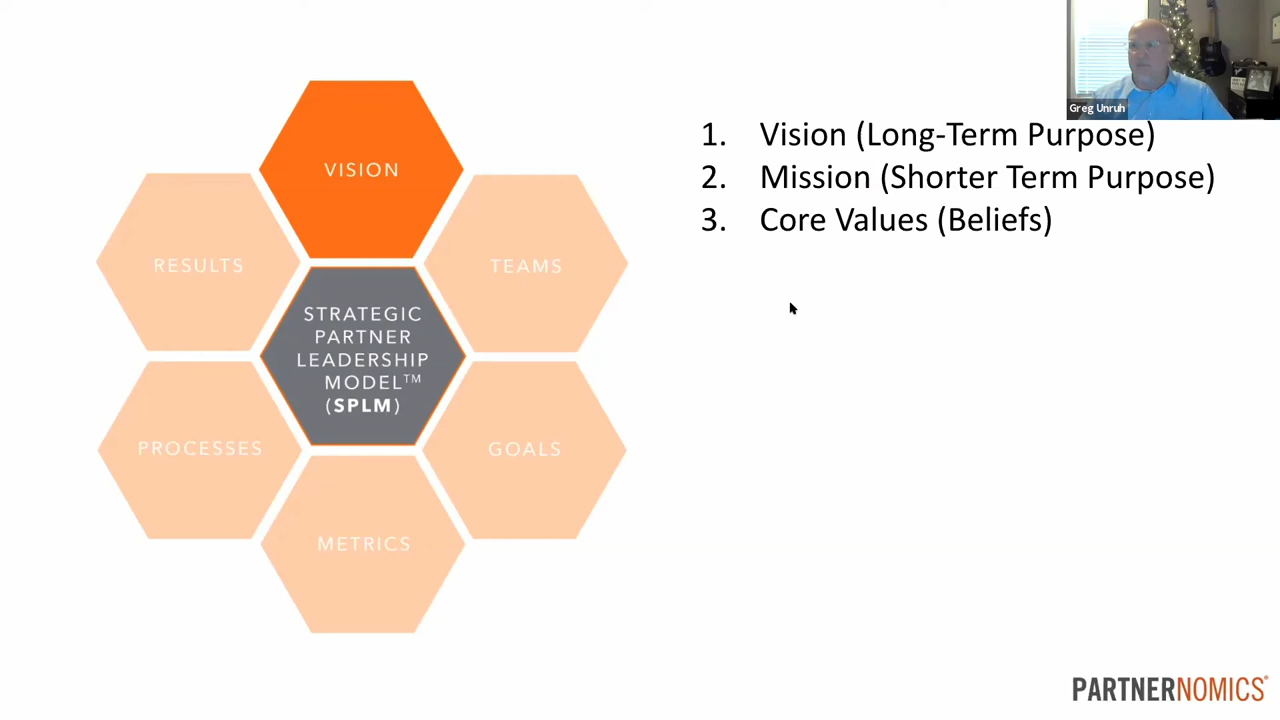 VISION
RESULTS
TEAMS
STRATEGIC
PARTNER
LEADERSHIP
MODEL™
(SPLM)
PROCESSES
GOALS
METRICS
Greg Unruh
1. Vision (Long-Term Purpose)
2. Mission (Shorter Term Purpose)
3. Core Values (Beliefs)
PARTNERNOMICS®